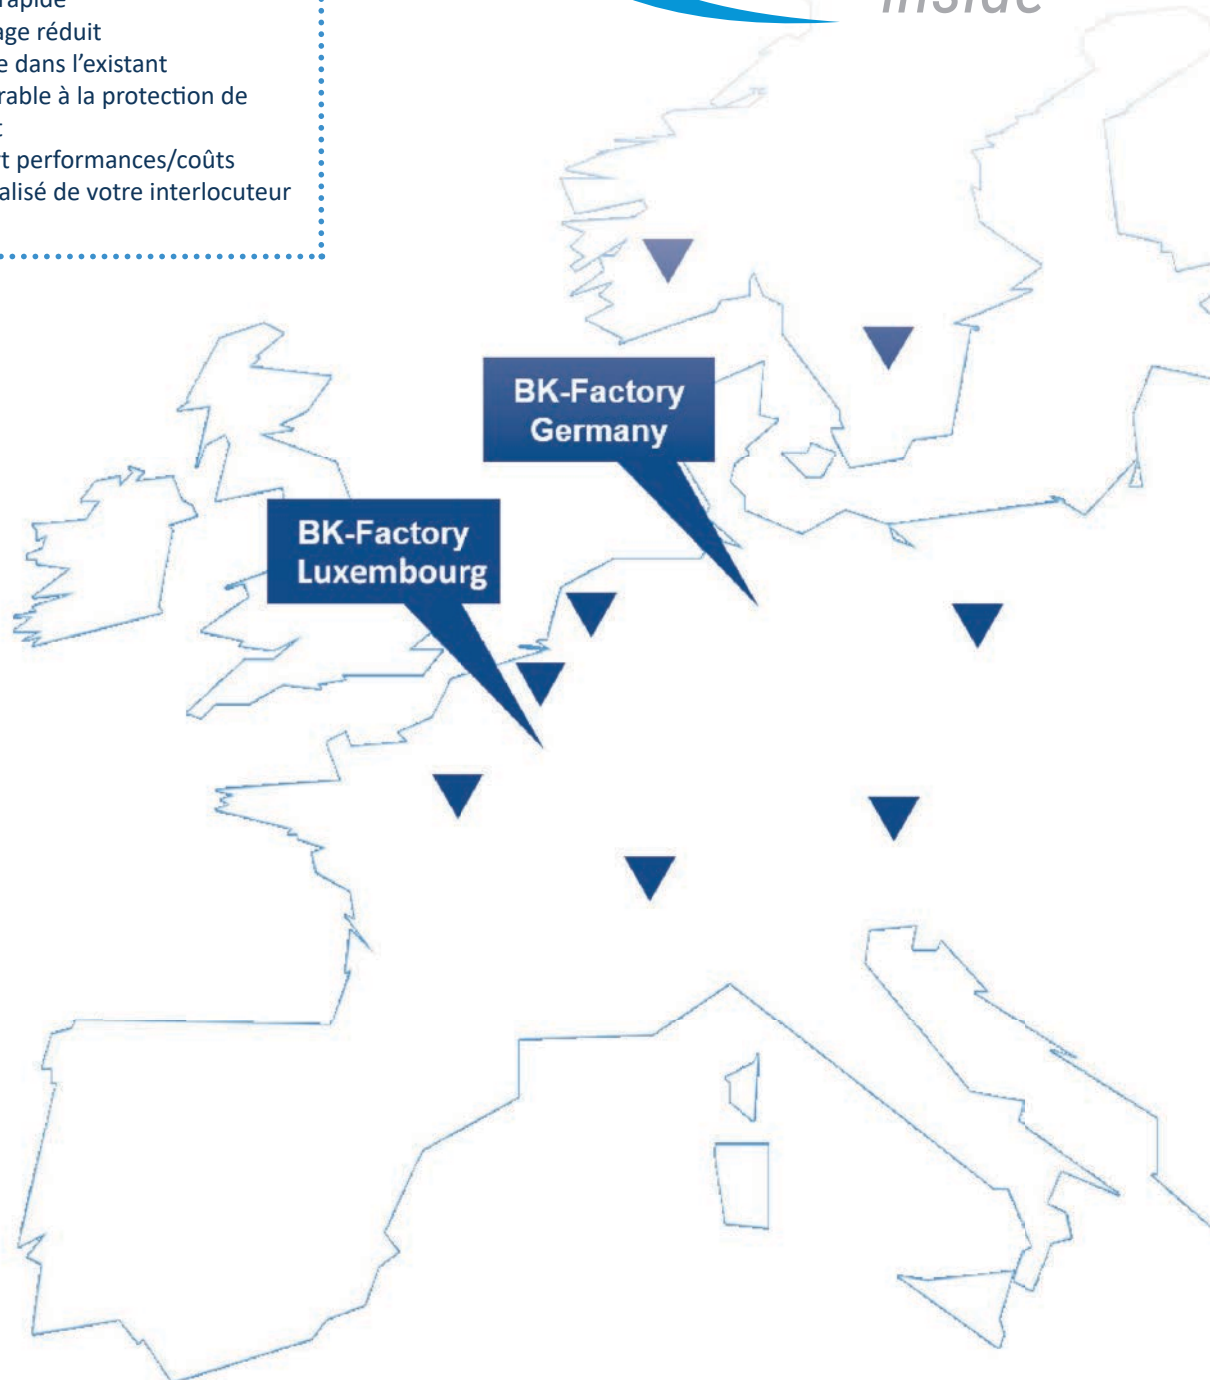 age réduit
e dans l’existant
rable à la protection de
t
t performances/coûts
alisé de votre interlocuteur
BK-Factory
Germany
BK-Factory
Luxembourg